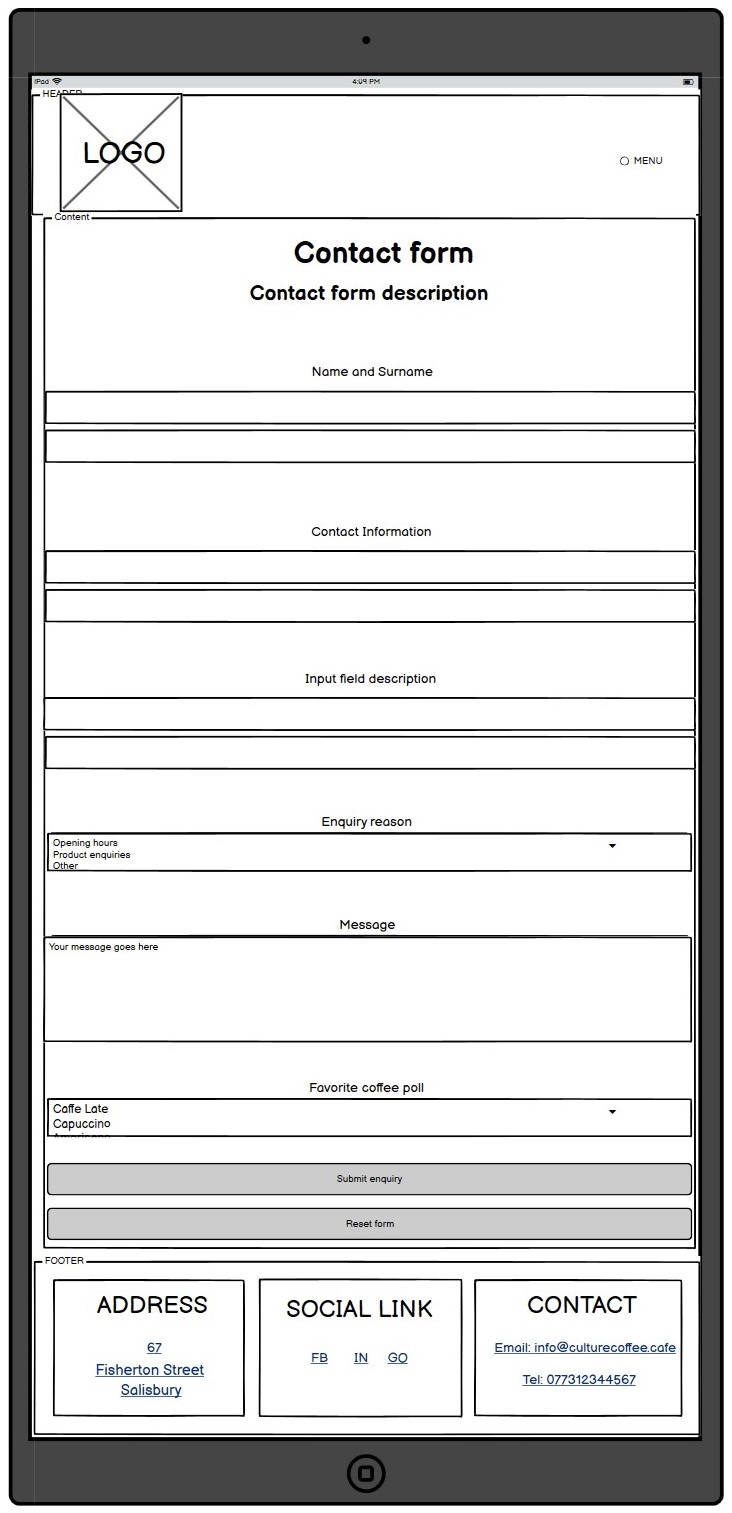 iPad
4:09 PM
HEADER
LOGO
MENU
Content
Contact form
Contact form description
Name and Surname
Contact Information
Input field description
Enquiry reason
Opening hours
Product enquiries
Other
Message
Your message goes here
Favorite coffee poll
Caffe Late
Capuccino
Americano
Submit enquiry
Reset form
FOOTER
ADDRESS
67
Fisherton Street
Salisbury
SOCIAL LINK
FB IN GO
CONTACT
Email: info@culturecoffee.cafe
Tel: 077312344567